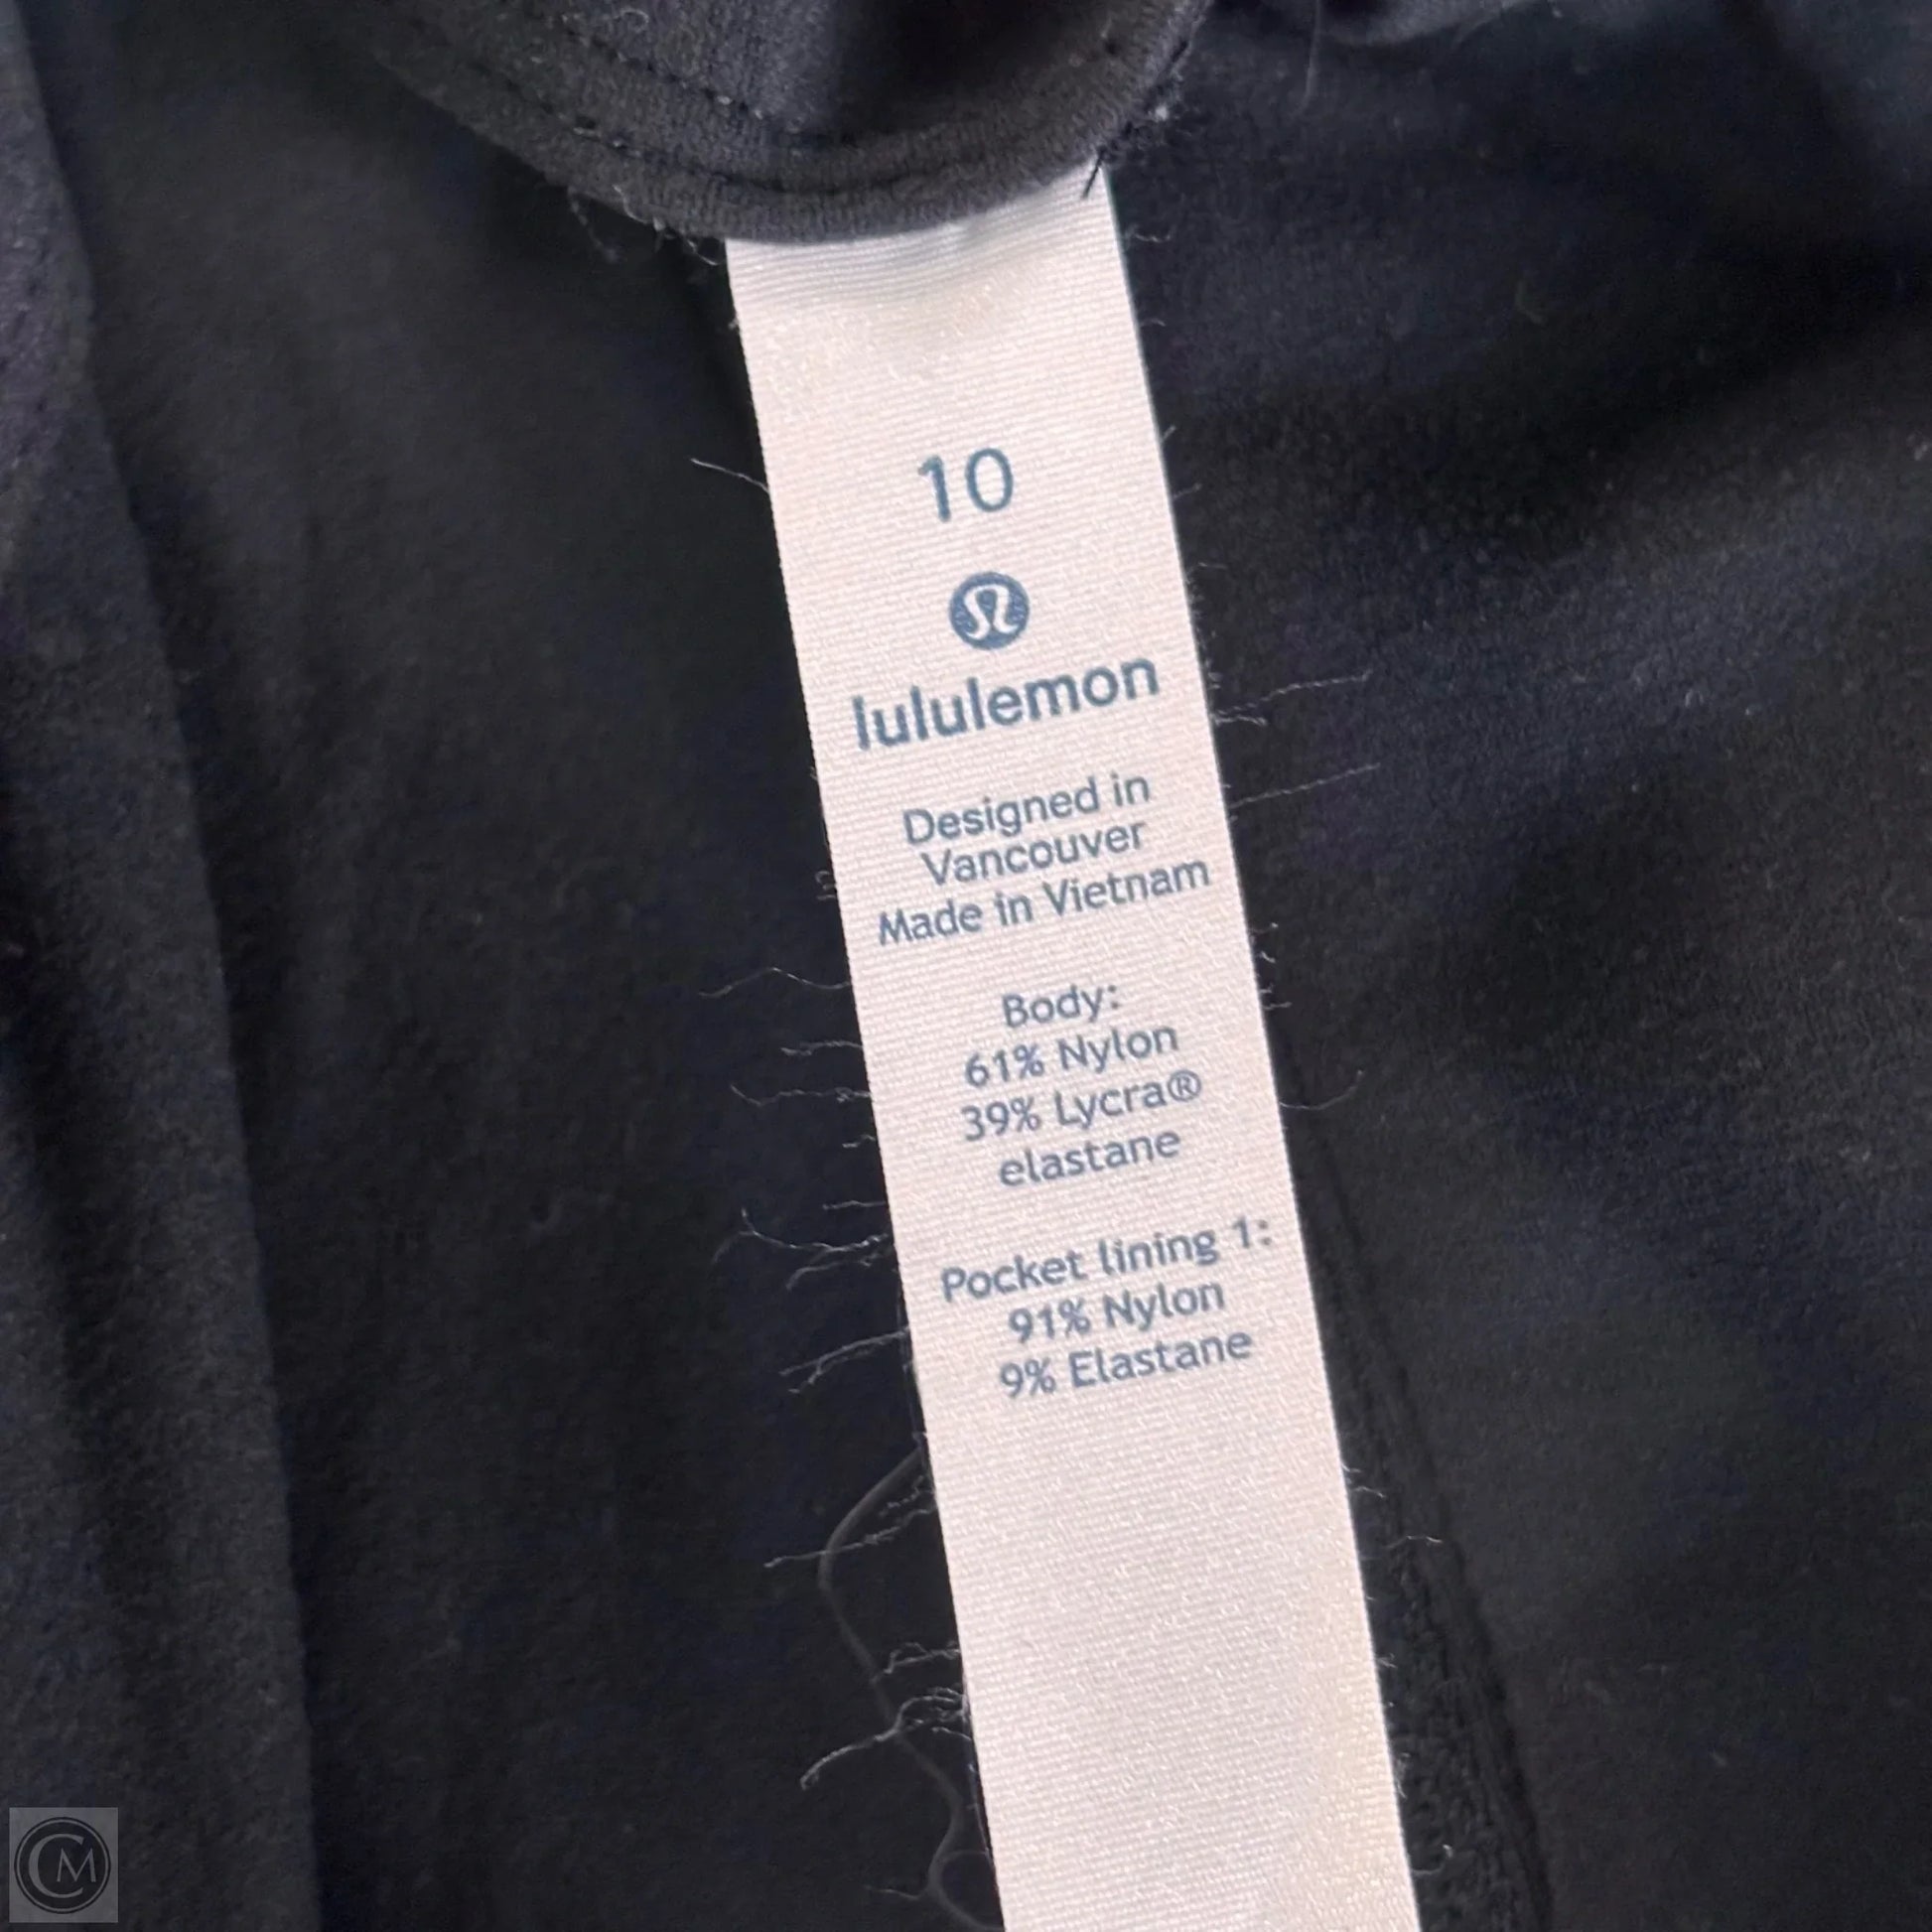 10
lululemon
Designed in
Vancouver
Made in Vietnam
Body:
61% Nylon
39% Lycra®
elastane
Pocket lining 1:
91% Nylon
9% Elastane
CM